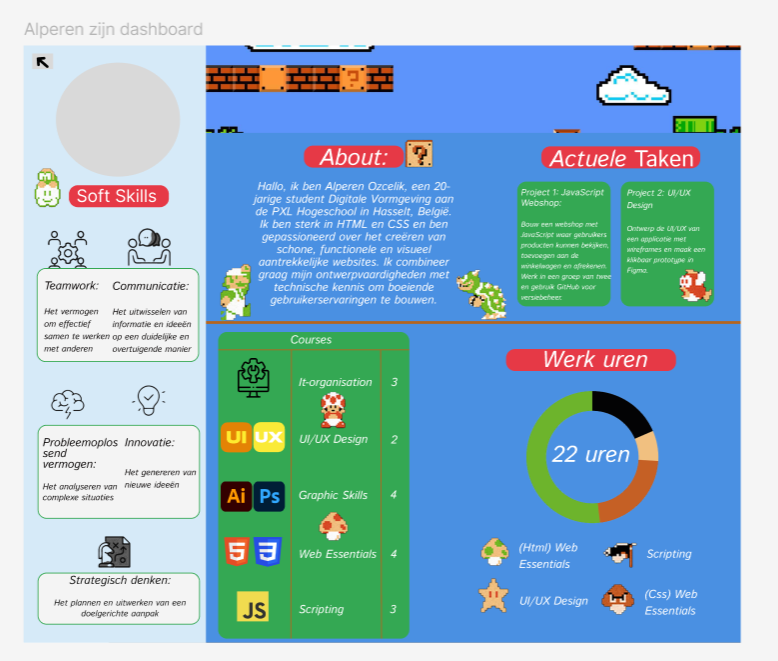 Alperen zijn dashboard
Soft Skills
Teamwork:
Het vermogen
om effectief
samen te werken
met anderen
Communicatie:
Het uitwisselen van
informatie en ideeën
op een duidelijke en
overtuigende manier
Probleemoplos
send
vermogen:
Het analyseren van
complexe situaties
Innovatie:
Het genereren van
nieuwe ideeën
Strategisch denken:
Het plannen en uitwerken van een
doelgerichte aanpak
?
About:
?
Hallo, ik ben Alperen Ozcelik, een 20-
jarige student Digitale Vormgeving aan
de PXL Hogeschool in Hasselt, België.
Ik ben sterk in HTML en CSS en ben
gepassioneerd over het creëren van
schone, functionele en visueel
aantrekkelijke websites. Ik combineer
graag mijn ontwerpvaardigheden met
technische kennis om boeiende
gebruikerservaringen te bouwen.
Actuele Taken
Project 1: JavaScript
Webshop:
Bouw een webshop met
JavaScript waar gebruikers
producten kunnen bekijken,
toevoegen aan de
winkelwagen en afrekenen.
Werk in een groep van twee
en gebruik GitHub voor
versiebeheer.
Project 2: UI/UX
Design
Ontwerp de UI/UX van
een applicatie met
wireframes en maak een
klikbaar prototype in
Figma.
Courses
It-organisation 3
UI UX UI/UX Design 2
Ai Ps Graphic Skills 4
5 3 Web Essentials 4
JS Scripting 3
Werk uren
22 uren
(Html) Web
Essentials
Scripting
UI/UX Design
(Css) Web
Essentials